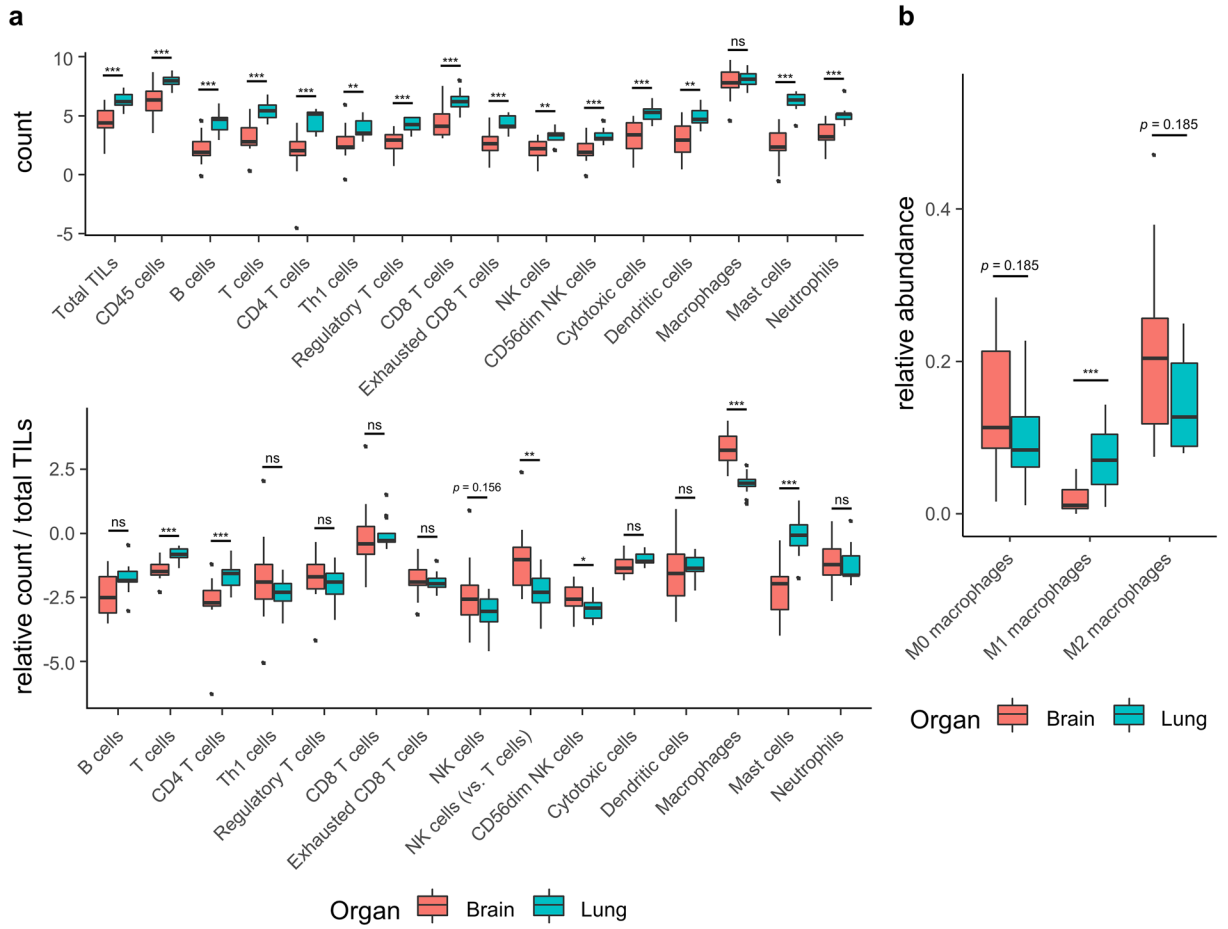 a
count
10
5
0
-5
***
***
***
***
***
**
***
***
***
**
***
***
**
ns
***
***
Total TILs
CD45 cells
B cells
T cells
CD4 T cells
Th1 cells
Regulatory T cells
CD8 T cells
Exhausted CD8 T cells
NK cells
CD56dim NK cells
Cytotoxic cells
Dendritic cells
Macrophages
Mast cells
Neutrophils
relative count / total TILs
2.5
0.0
-2.5
-5.0
ns
***
***
ns
ns
ns
ns
p = 0.156
**
*
ns
ns
***
***
ns
B cells
T cells
CD4 T cells
Th1 cells
Regulatory T cells
CD8 T cells
Exhausted CD8 T cells
NK cells
NK cells (vs. T cells)
CD56dim NK cells
Cytotoxic cells
Dendritic cells
Macrophages
Mast cells
Neutrophils
Organ Brain Lung
b
relative abundance
0.4
0.2
0.0
p = 0.185
***
p = 0.185
M0 macrophages
M1 macrophages
M2 macrophages
Organ Brain Lung